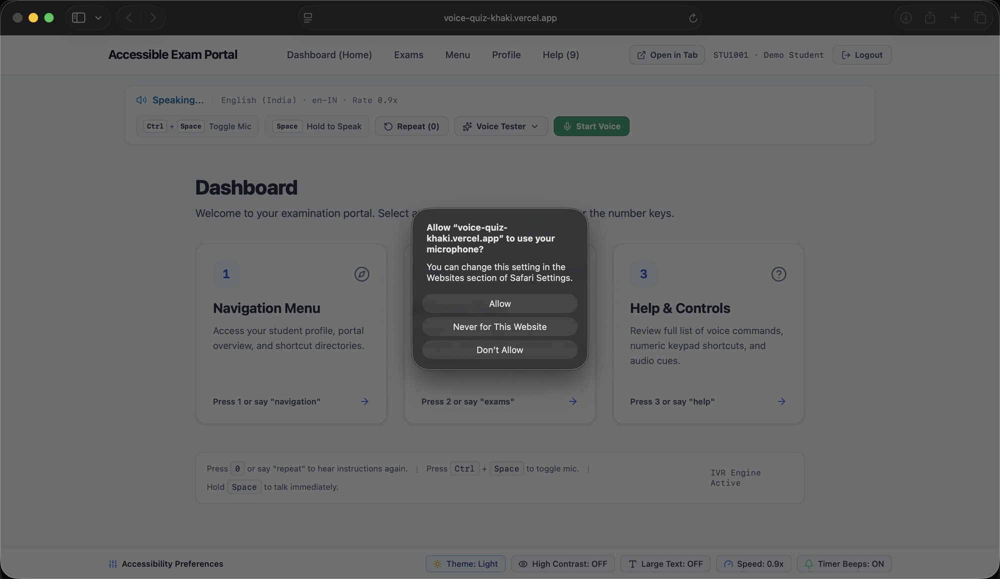 voice-quiz-khaki.vercel.app
Accessible Exam Portal
Dashboard (Home)
Exams
Menu
Profile
Help (9)
Open in Tab
STU1001 · Demo Student
Logout
Speaking...
English (India) · en-IN · Rate 0.9x
Ctrl + Space Toggle Mic
Space Hold to Speak
Repeat (0)
Voice Tester
Start Voice
Dashboard
Welcome to your examination portal. Select a
the number keys.
Allow “voice-quiz-
khaki.vercel.app” to use your
microphone?
You can change this setting in the
Websites section of Safari Settings.
Allow
Never for This Website
Don’t Allow
1
Navigation Menu
Access your student profile, portal
overview, and shortcut directories.
Press 1 or say "navigation"
Press 2 or say "exams"
3
Help & Controls
Review full list of voice commands,
numeric keypad shortcuts, and
audio cues.
Press 3 or say "help"
Press 0 or say "repeat" to hear instructions again. | Press Ctrl + Space to toggle mic. |
Hold Space to talk immediately.
IVR Engine
Active
Accessibility Preferences
Theme: Light
High Contrast: OFF
Large Text: OFF
Speed: 0.9x
Timer Beeps: ON